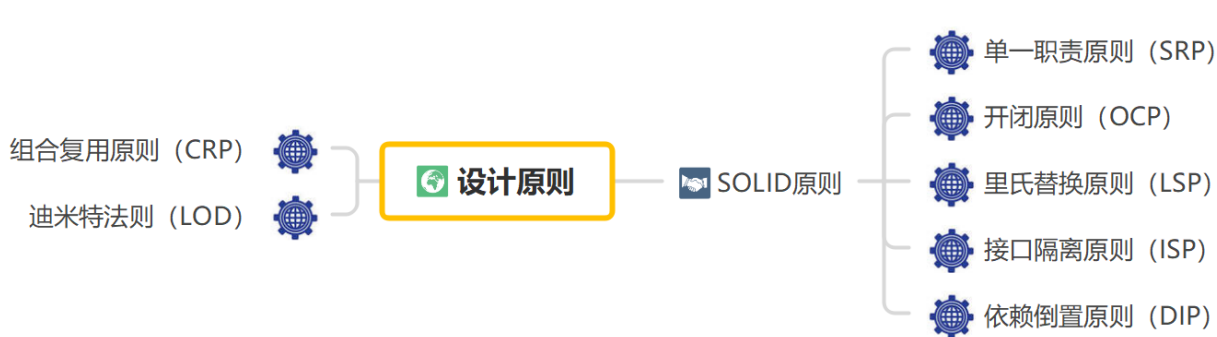 单一职责原则（SRP）
开闭原则（OCP）
组合复用原则（CRP）
设计原则
SOLID原则
里氏替换原则（LSP）
迪米特法则（LOD）
接口隔离原则（ISP）
依赖倒置原则（DIP）